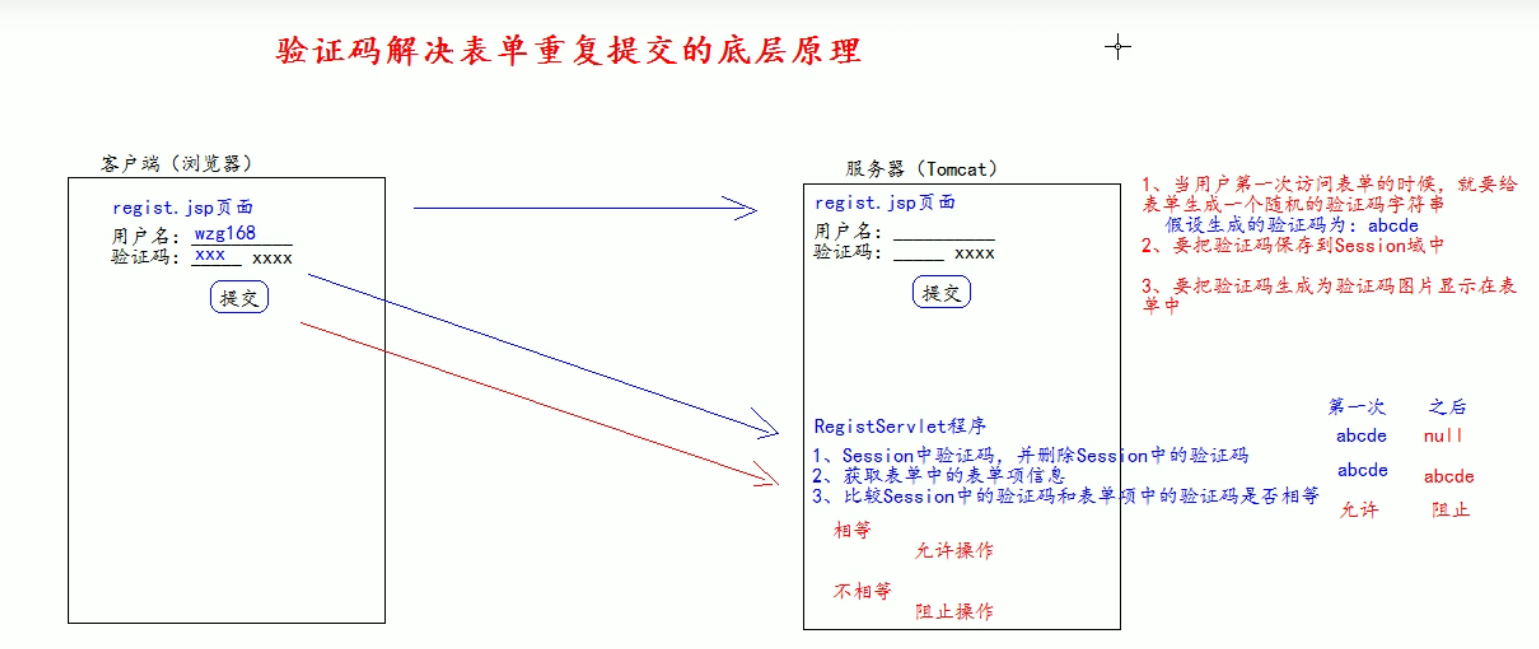 验证码解决表单重复提交的底层原理
客户端（浏览器）
regist.jsp页面
用户名：wzg168
验证码：xxx xxxx
提交
服务器（Tomcat）
regist.jsp页面
用户名：__________
验证码：_____ xxxx
提交
1、当用户第一次访问表单的时候，就要给
表单生成一个随机的验证码字符串
假设生成的验证码为：abcde
2、要把验证码保存到Session域中
3、要把验证码生成为验证码图片显示在表
单中
RegistServlet程序
1、Session中验证码，并删除Session中的验证码
2、获取表单中的表单项信息
3、比较Session中的验证码和表单项中的验证码是否相等
相等
允许操作
不相等
阻止操作
第一次 之后
abcde null
abcde abcde
允许 阻止